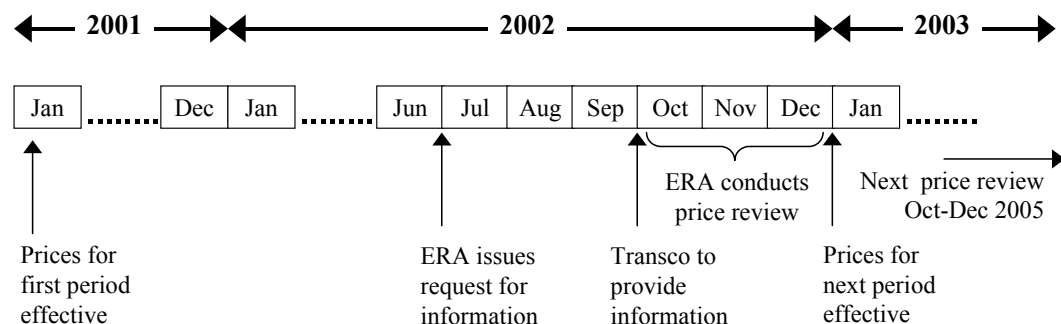 2001 2002 2003
Jan Dec Jan Jun Jul Aug Sep Oct Nov Dec Jan
ERA conducts
price review
Next price review
Oct-Dec 2005
Prices for
first period
effective
ERA issues
request for
information
Transco to
provide
information
Prices for
next period
effective